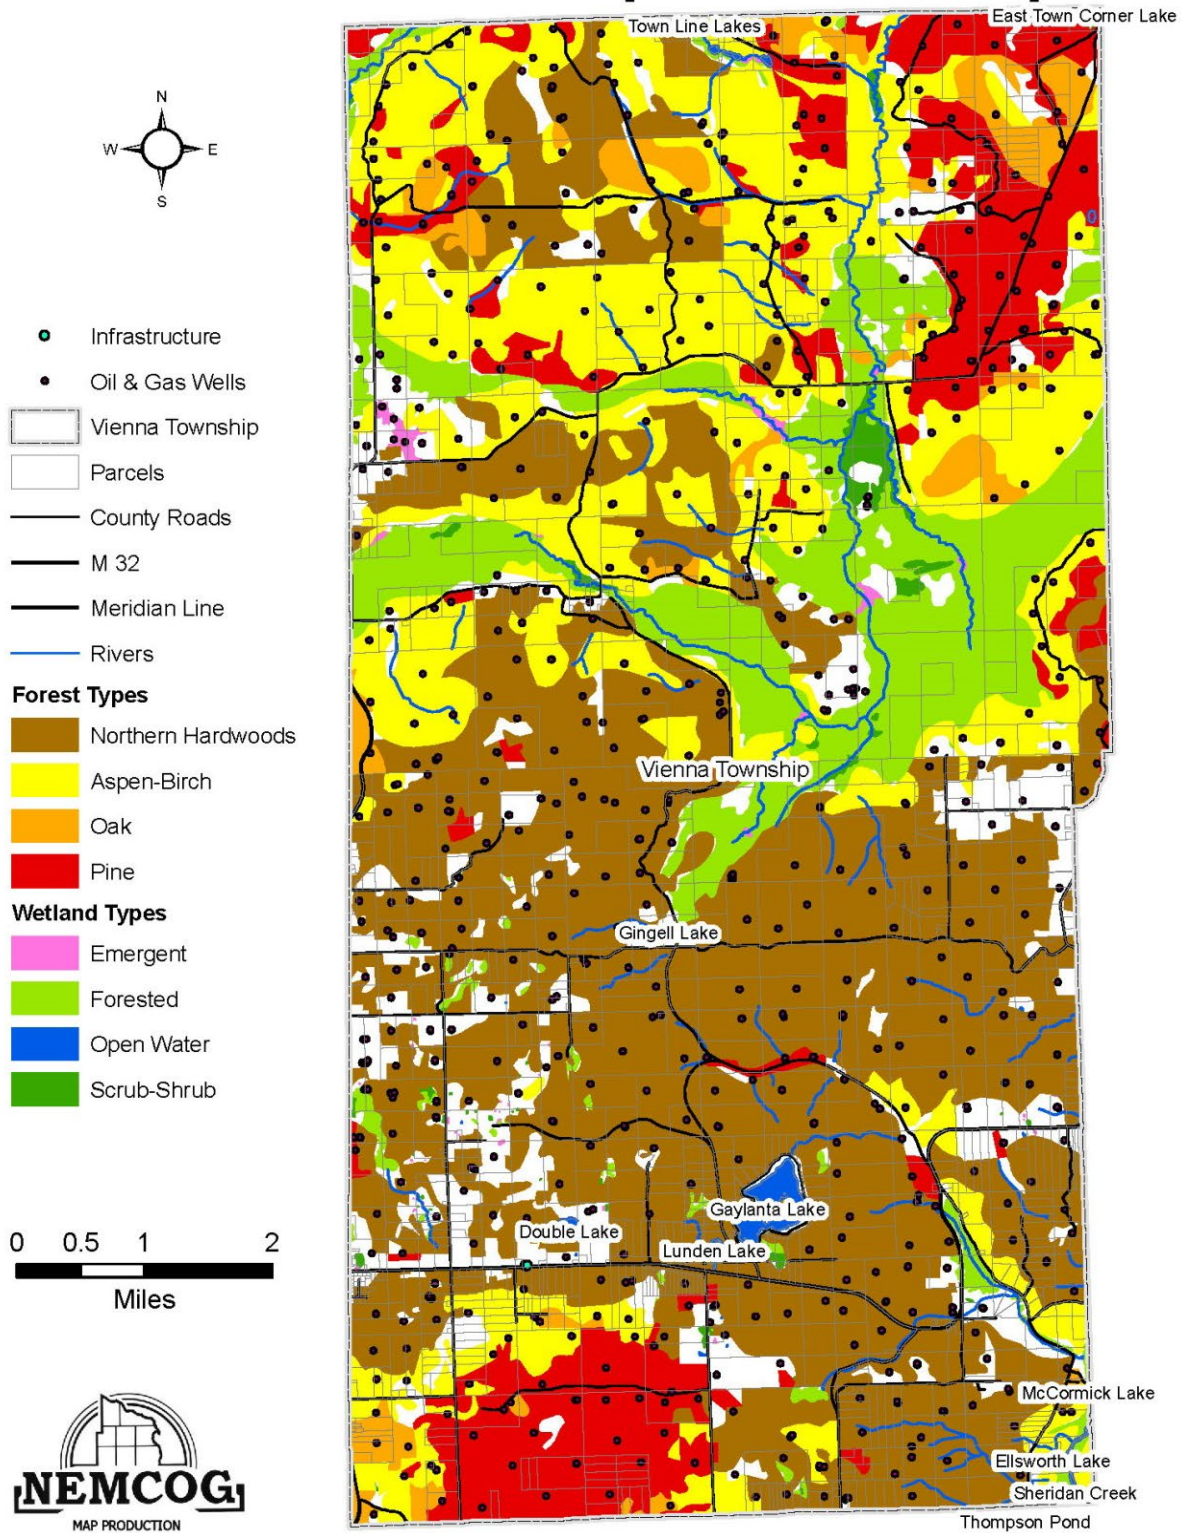 Town Line Lakes
East Town Corner Lake
N
W
E
S
0
Infrastructure
Oil & Gas Wells
Vienna Township
Parcels
County Roads
M 32
Meridian Line
Rivers
Forest Types
Northern Hardwoods
Aspen-Birch
Oak
Pine
Wetland Types
Emergent
Forested
Open Water
Scrub-Shrub
Vienna Township
Gingell Lake
Gaylanta Lake
Double Lake
Lunden Lake
0 0.5 1 2
Miles
McCormick Lake
Ellsworth Lake
Sheridan Creek
Thompson Pond
NEMCOG
MAP PRODUCTION